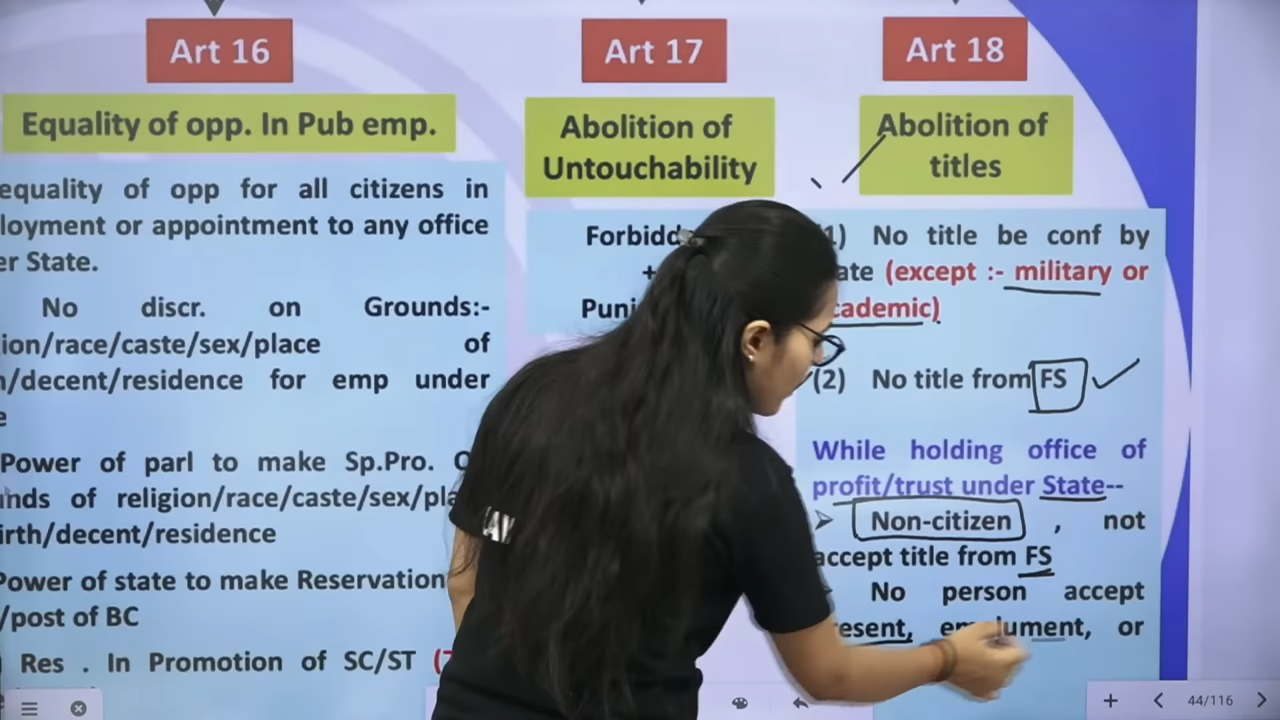 Art 16
Equality of opp. In Pub emp.
equality of opp for all citizens in
loyment or appointment to any office
er State.
No discr. on Grounds:-
ion/race/caste/sex/place of
n/decent/residence for emp under
e
Power of parl to make Sp.Pro.
nds of religion/race/caste/sex/pla
irth/decent/residence
Power of state to make Reservation
/post of BC
Res . In Promotion of SC/ST
Art 17
Abolition of
Untouchability
Forbidd
+
Puni
Art 18
Abolition of
titles
1) No title be conf by
ate (except :- military or
cademic)
(2) No title from FS
While holding office of
profit/trust under State--
➢ Non-citizen , not
accept title from FS
No person accept
esent, or
44/116